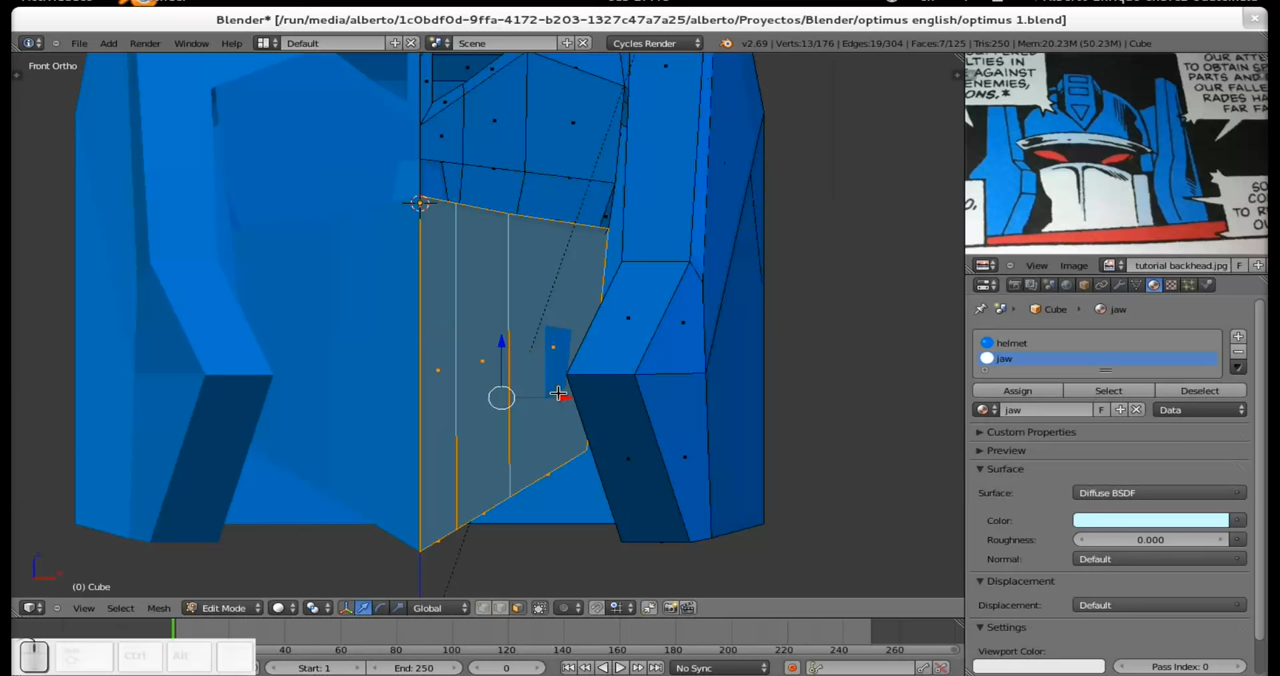 Blender* [/run/media/alberto/1c0bdf0d-9ffa-4172-b203-1327c47a7a25/alberto/Proyectos/Blender/optimus english/optimus 1.blend]
File Add Render Window Help Default Scene Cycles Render v2.69 | Verts:13/176 | Edges:19/304 | Faces:7/125 | Tris:250 | Mem:20.23M (50.23M) | Cube
Front Ortho
LTIES IN
AGAINST
ENEMIES,
ONS,*
OUR ATTE
TO OBTAIN
PARTS AND
OUR FALLE
RADES HA
FAR FA
SO
CO
TO R
View Image tutorial backhead.jpg F
Cube jaw
helmet
jaw
Assign Select Deselect
jaw F Data
Custom Properties
Preview
Surface
Surface: Diffuse BSDF
Color:
Roughness: 0.000
Normal: Default
Displacement
Displacement: Default
Settings
Viewport Color:
Pass Index: 0
(0) Cube
View Select Mesh Edit Mode Global
40 60 80 100 120 140 160 180 200 220 240 260
Ctrl Alt
Start: 1 End: 250 0 No Sync